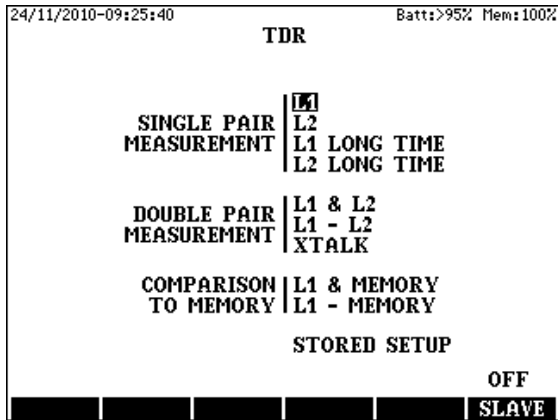 24/11/2010-09:25:40 Batt:>95% Mem:100%
TDR
SINGLE PAIR MEASUREMENT
L1
L2
L1 LONG TIME
L2 LONG TIME
DOUBLE PAIR MEASUREMENT
L1 & L2
L1 - L2
XTALK
COMPARISON TO MEMORY
L1 & MEMORY
L1 - MEMORY
STORED SETUP
OFF
SLAVE